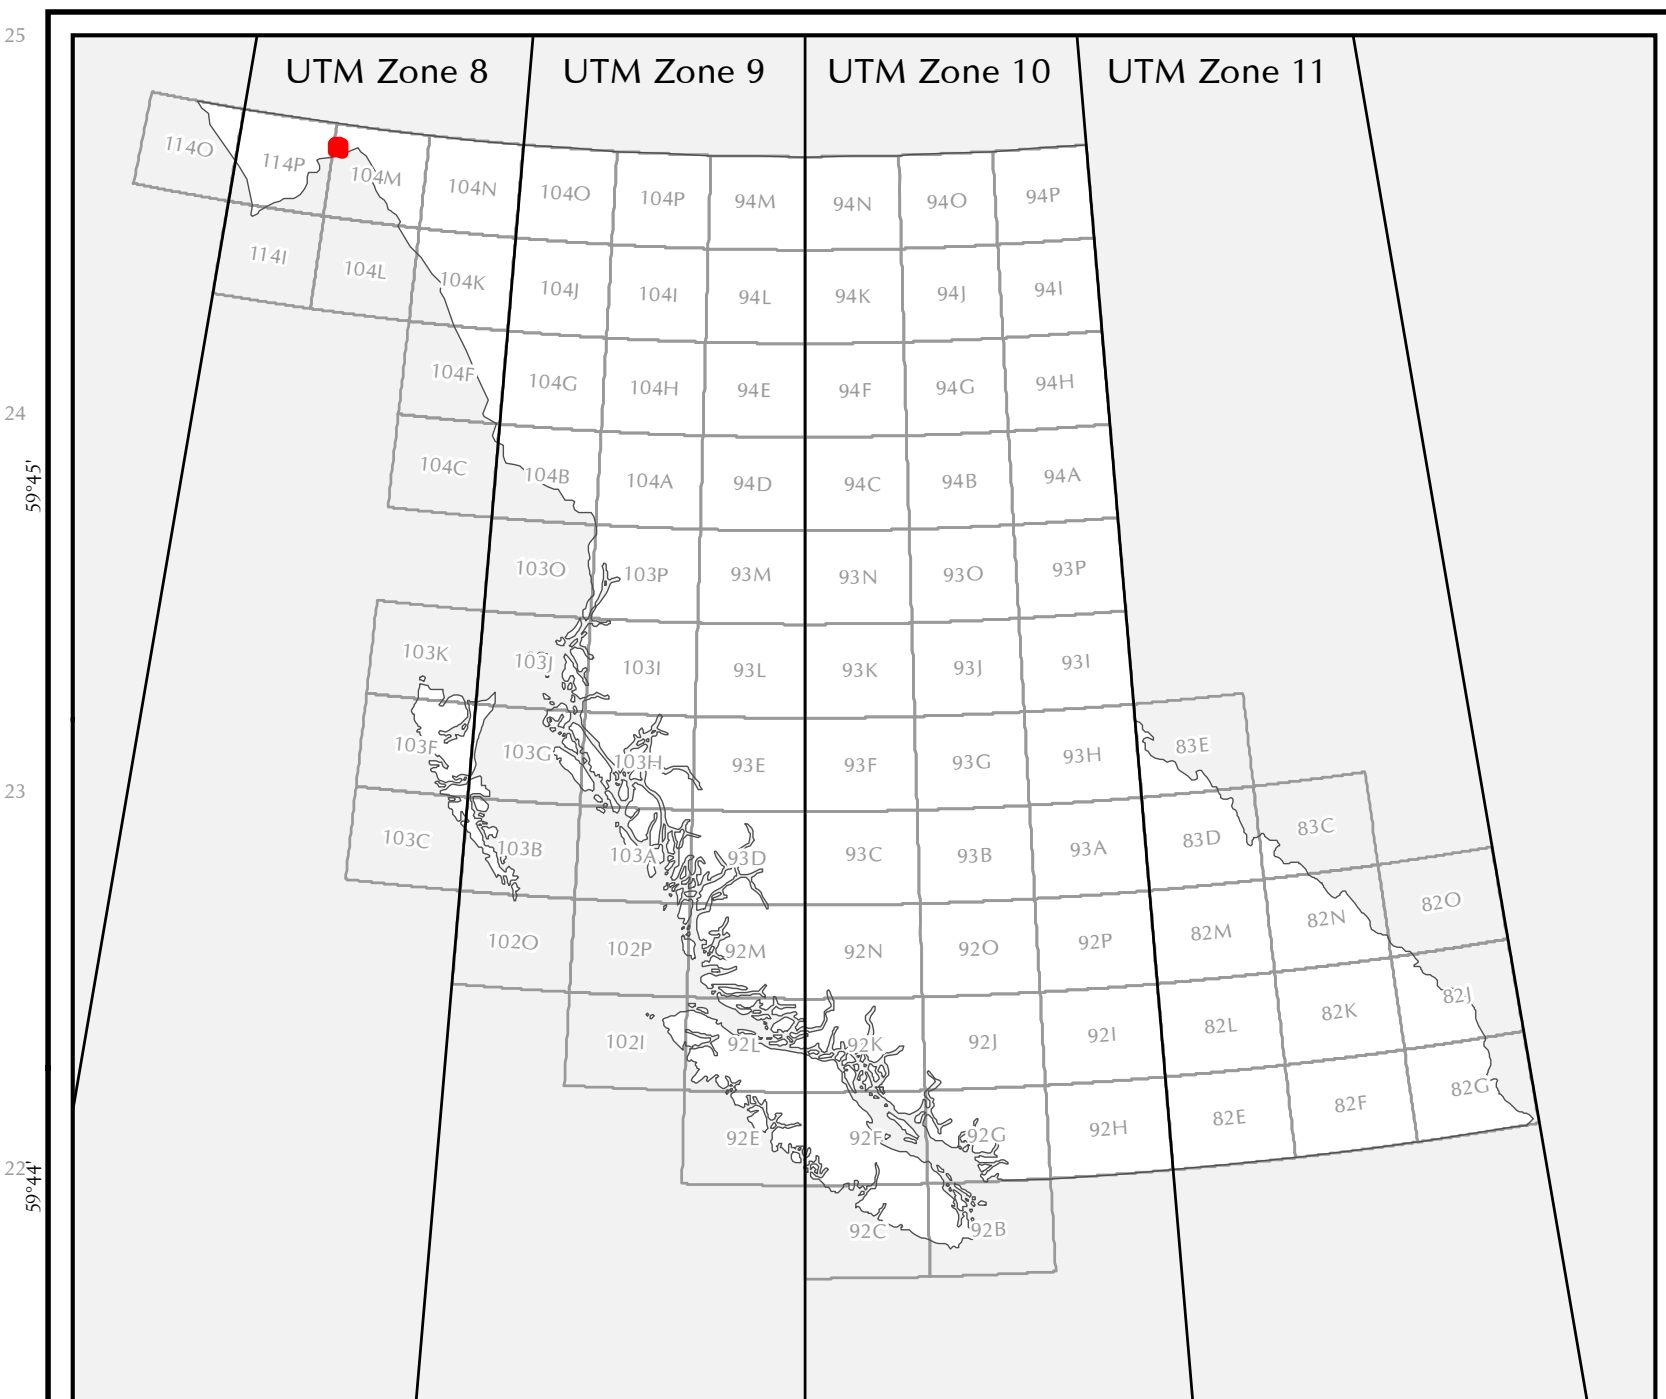 25
UTM Zone 8 UTM Zone 9 UTM Zone 10 UTM Zone 11
114O 114P 104M 104N 104O 104P 94M 94N 94O 94P
114I 104L 104K 104J 104I 94L 94K 94J 94I
104F 104G 104H 94E 94F 94G 94H
24
59°45'
104C 104B 104A 94D 94C 94B 94A
103O 103P 93M 93N 93O 93P
103K 103J 103I 93L 93K 93J 93I
103F 103G 103H 93E 93F 93G 93H 83E
23
103C 103B 103A 93D 93C 93B 93A 83D 83C
102O 102P 92M 92N 92O 92P 82M 82N 82O
102I 92L 92K 92J 92I 82L 82K 82J
92E 92F 92G 92H 82E 82F 82G
22
59°44'
92C 92B